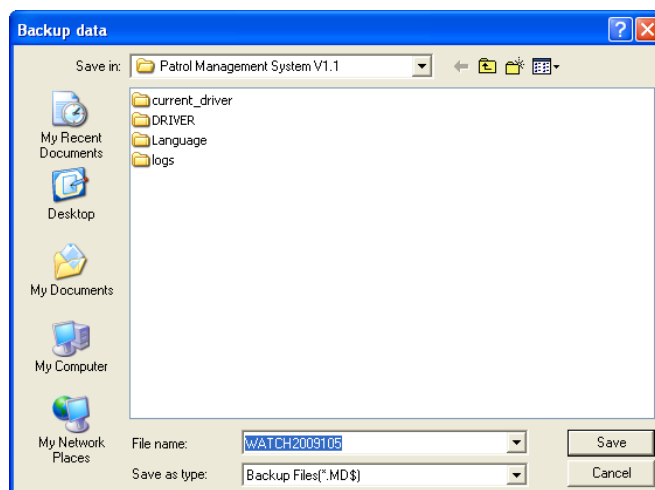 Backup data
Save in:
Patrol Management System V1.1
current_driver
DRIVER
Language
logs
My Recent
Documents
Desktop
My Documents
My Computer
My Network
Places
File name:
WATCH2009105
Save
Save as type:
Backup Files(*.MD$)
Cancel